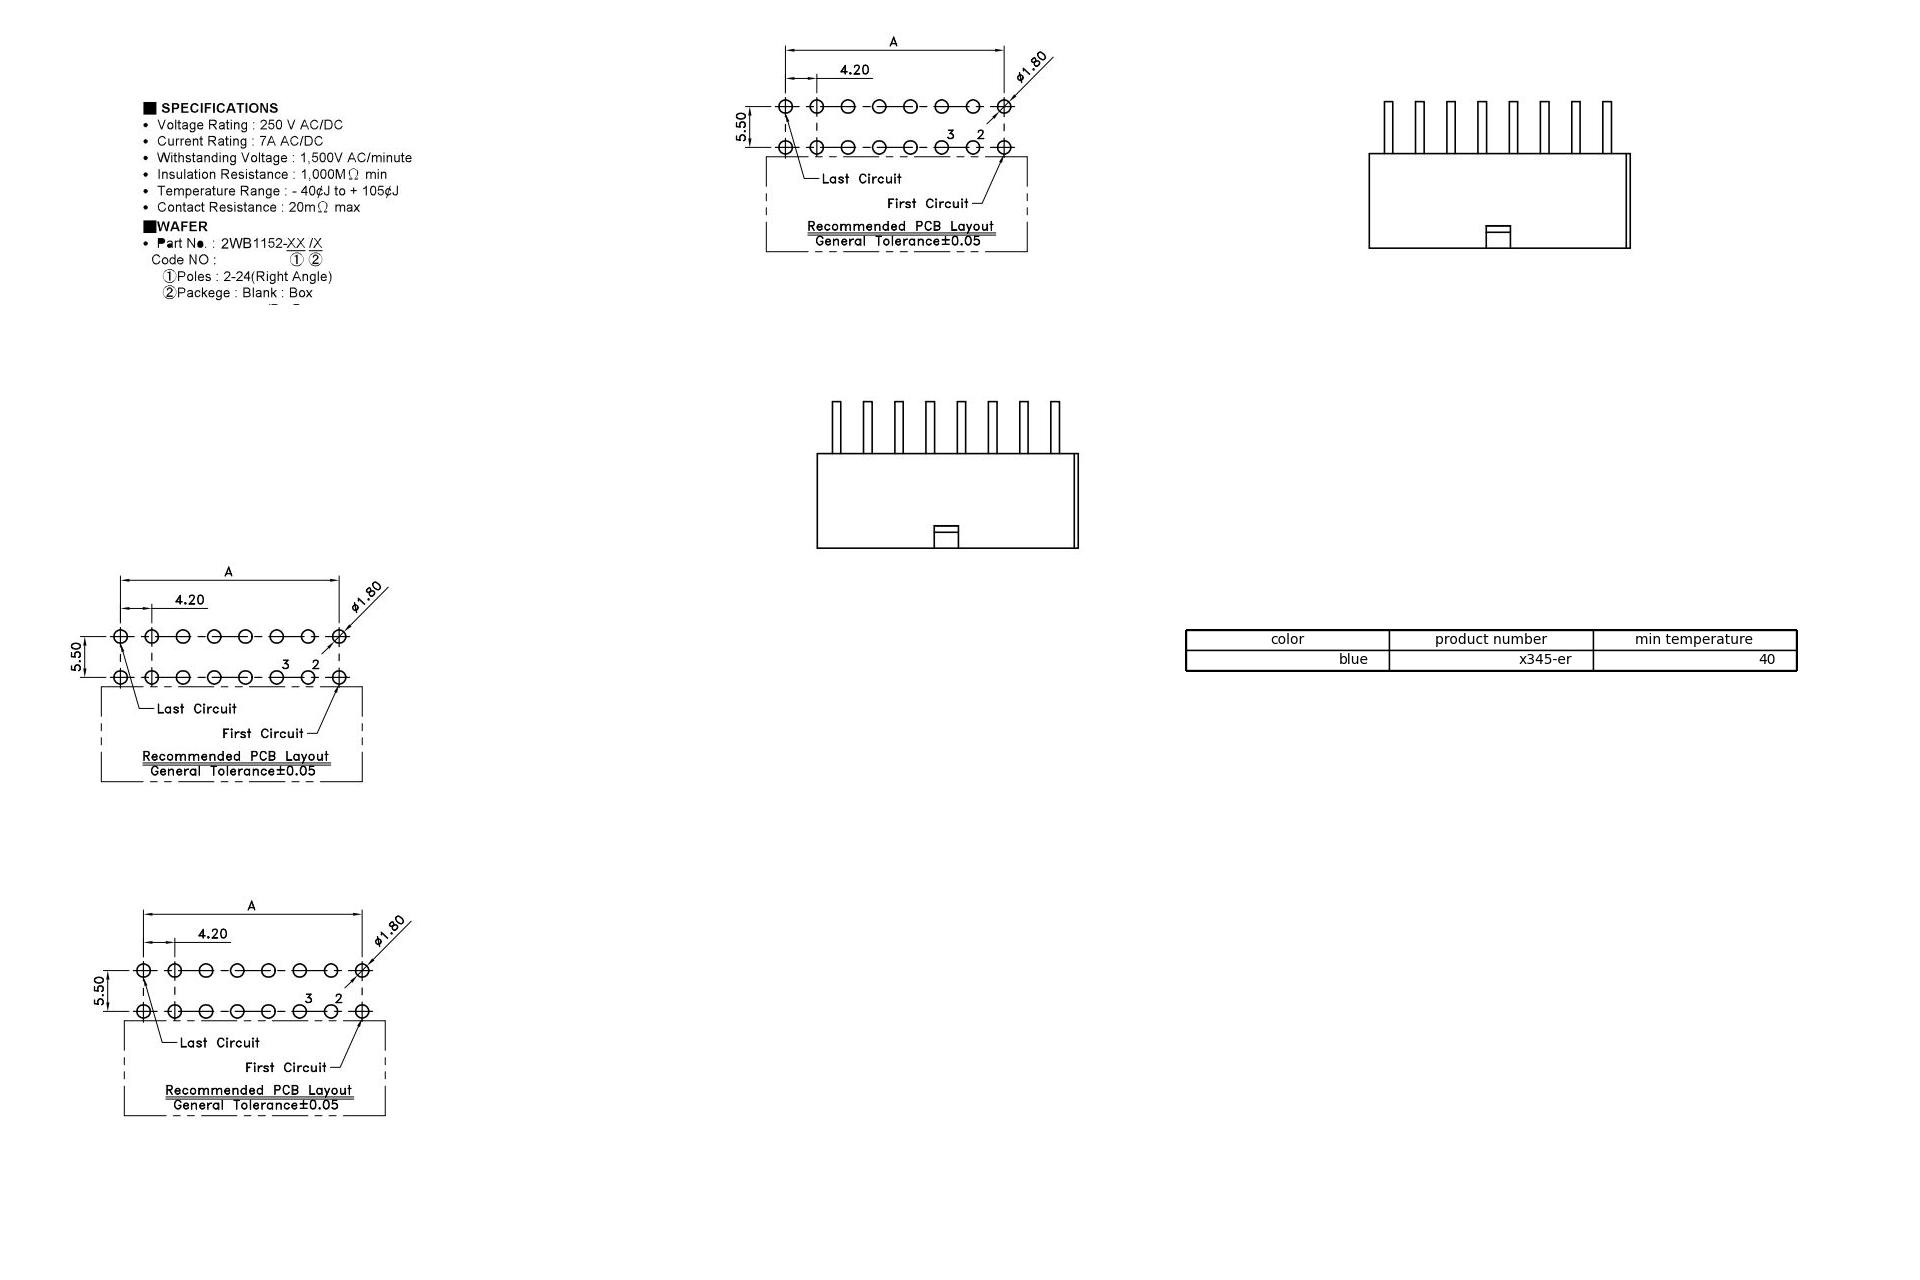 ■ SPECIFICATIONS
• Voltage Rating : 250 V AC/DC
• Current Rating : 7A AC/DC
• Withstanding Voltage : 1,500V AC/minute
• Insulation Resistance : 1,000MΩ min
• Temperature Range : - 40¢J to + 105¢J
• Contact Resistance : 20mΩ max
■WAFER
• Part No. : 2WB1152-XX /X
Code NO : ① ②
①Poles : 2-24(Right Angle)
②Packege : Blank : Box
A
4.20
ø1.80
5.50
3 2
Last Circuit
First Circuit
Recommended PCB Layout
General Tolerance±0.05
A
4.20
ø1.80
5.50
3 2
Last Circuit
First Circuit
Recommended PCB Layout
General Tolerance±0.05
color product number min temperature
blue x345-er 40
A
4.20
ø1.80
5.50
3 2
Last Circuit
First Circuit
Recommended PCB Layout
General Tolerance±0.05